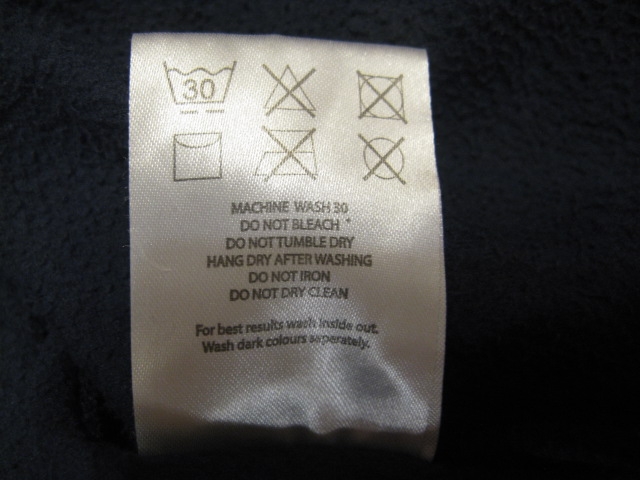 30
MACHINE WASH 30
DO NOT BLEACH *
DO NOT TUMBLE DRY
HANG DRY AFTER WASHING
DO NOT IRON
DO NOT DRY CLEAN
For best results wash inside out.
Wash dark colours seperately.